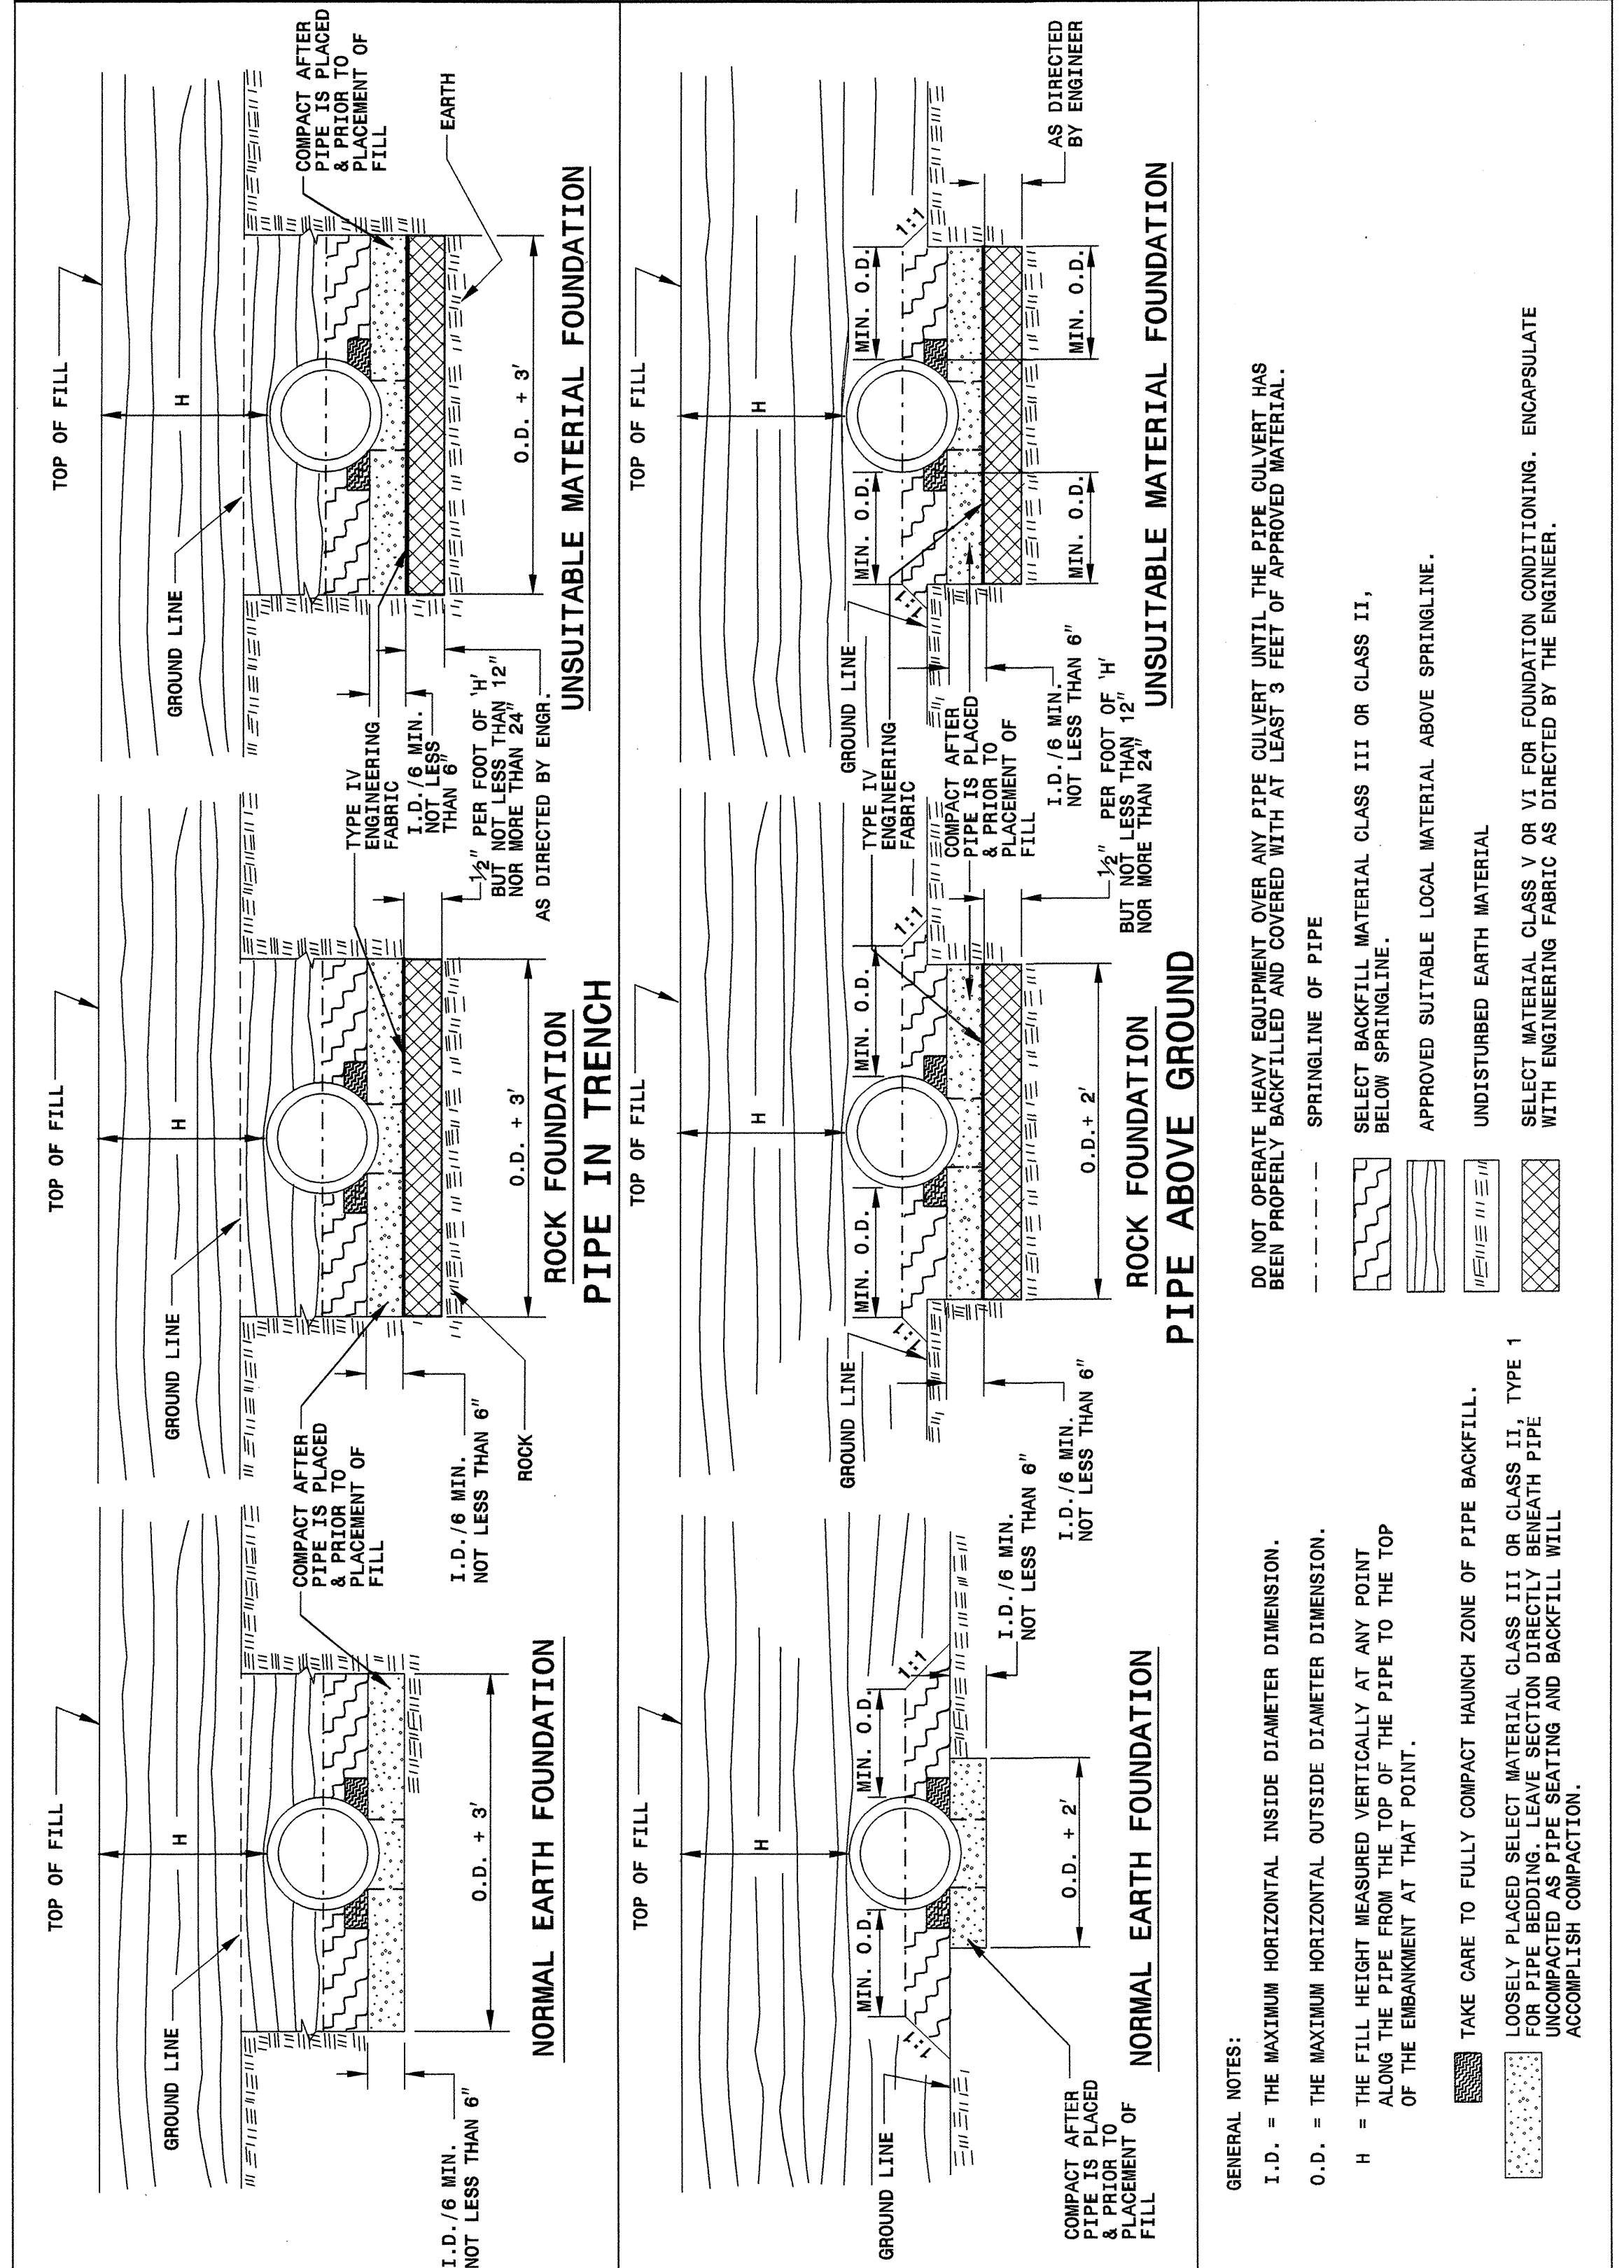 TOP OF FILL
GROUND LINE
H
I.D./6 MIN.
NOT LESS THAN 6"
O.D. + 3'
COMPACT AFTER
PIPE IS PLACED
& PRIOR TO
PLACEMENT OF
FILL
NORMAL EARTH FOUNDATION
TOP OF FILL
GROUND LINE
H
I.D./6 MIN.
NOT LESS THAN 6"
ROCK
O.D. + 3'
TYPE IV
ENGINEERING
FABRIC
1/2" PER FOOT OF 'H'
BUT NOT LESS THAN 12"
NOR MORE THAN 24"
AS DIRECTED BY ENGR.
ROCK FOUNDATION
PIPE IN TRENCH
TOP OF FILL
GROUND LINE
H
I.D./6 MIN.
NOT LESS
THAN 6"
COMPACT AFTER
PIPE IS PLACED
& PRIOR TO
PLACEMENT OF
FILL
EARTH
O.D. + 3'
UNSUITABLE MATERIAL FOUNDATION
TOP OF FILL
H
MIN. O.D.
MIN. O.D.
1:1
1:1
GROUND LINE
COMPACT AFTER
PIPE IS PLACED
& PRIOR TO
PLACEMENT OF
FILL
O.D. + 2'
I.D./6 MIN.
NOT LESS THAN 6"
NORMAL EARTH FOUNDATION
TOP OF FILL
H
MIN. O.D.
MIN. O.D.
1:1
1:1
GROUND LINE
I.D./6 MIN.
NOT LESS THAN 6"
O.D.+ 2'
TYPE IV
ENGINEERING
FABRIC
COMPACT AFTER
PIPE IS PLACED
& PRIOR TO
PLACEMENT OF
FILL
1/2" PER FOOT OF 'H'
BUT NOT LESS THAN 12"
NOR MORE THAN 24"
ROCK FOUNDATION
PIPE ABOVE GROUND
TOP OF FILL
H
MIN. O.D.
MIN. O.D.
1:1
1:1
GROUND LINE
I.D./6 MIN.
NOT LESS THAN 6"
MIN. O.D.
MIN. O.D.
AS DIRECTED
BY ENGINEER
UNSUITABLE MATERIAL FOUNDATION
GENERAL NOTES:
I.D. = THE MAXIMUM HORIZONTAL INSIDE DIAMETER DIMENSION.
O.D. = THE MAXIMUM HORIZONTAL OUTSIDE DIAMETER DIMENSION.
H = THE FILL HEIGHT MEASURED VERTICALLY AT ANY POINT
ALONG THE PIPE FROM THE TOP OF THE PIPE TO THE TOP
OF THE EMBANKMENT AT THAT POINT.
TAKE CARE TO FULLY COMPACT HAUNCH ZONE OF PIPE BACKFILL.
LOOSELY PLACED SELECT MATERIAL CLASS III OR CLASS II, TYPE 1
FOR PIPE BEDDING. LEAVE SECTION DIRECTLY BENEATH PIPE
UNCOMPACTED AS PIPE SEATING AND BACKFILL WILL
ACCOMPLISH COMPACTION.
DO NOT OPERATE HEAVY EQUIPMENT OVER ANY PIPE CULVERT UNTIL THE PIPE CULVERT HAS
BEEN PROPERLY BACKFILLED AND COVERED WITH AT LEAST 3 FEET OF APPROVED MATERIAL.
SPRINGLINE OF PIPE
SELECT BACKFILL MATERIAL CLASS III OR CLASS II,
BELOW SPRINGLINE.
APPROVED SUITABLE LOCAL MATERIAL ABOVE SPRINGLINE.
UNDISTURBED EARTH MATERIAL
SELECT MATERIAL CLASS V OR VI FOR FOUNDATION CONDITIONING. ENCAPSULATE
WITH ENGINEERING FABRIC AS DIRECTED BY THE ENGINEER.